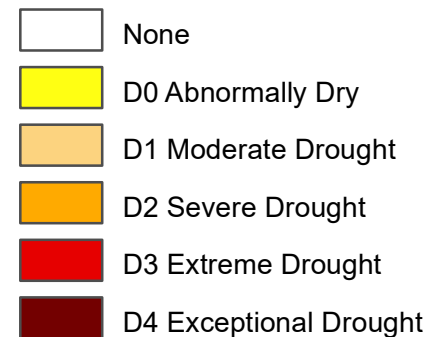 None
D0 Abnormally Dry
D1 Moderate Drought
D2 Severe Drought
D3 Extreme Drought
D4 Exceptional Drought